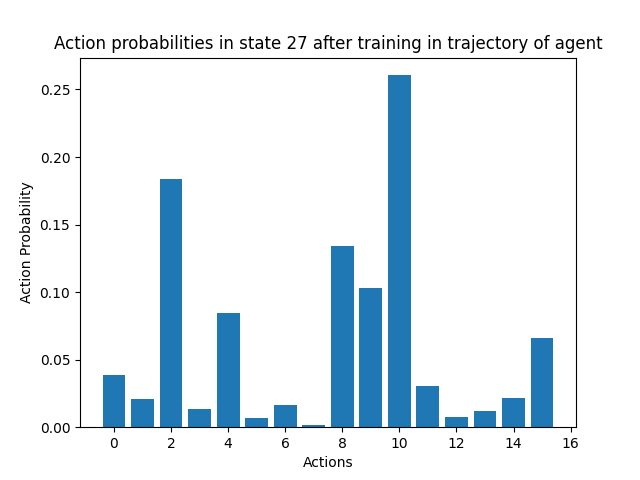 Action probabilities in state 27 after training in trajectory of agent
0.25
0.20
0.15
0.10
0.05
0.00
Action Probability
0 2 4 6 8 10 12 14 16
Actions